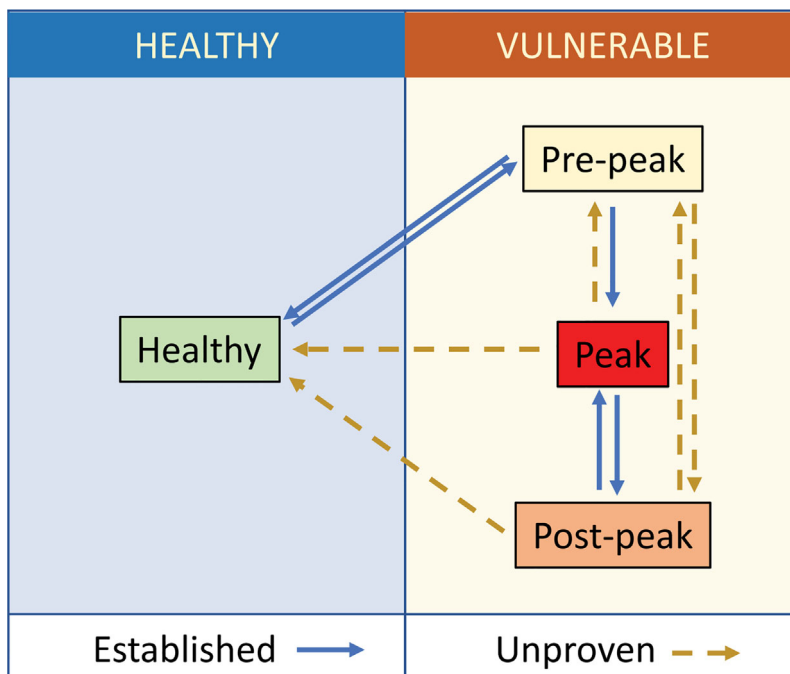 HEALTHY
VULNERABLE
Pre-peak
Healthy
Peak
Post-peak
Established
Unproven